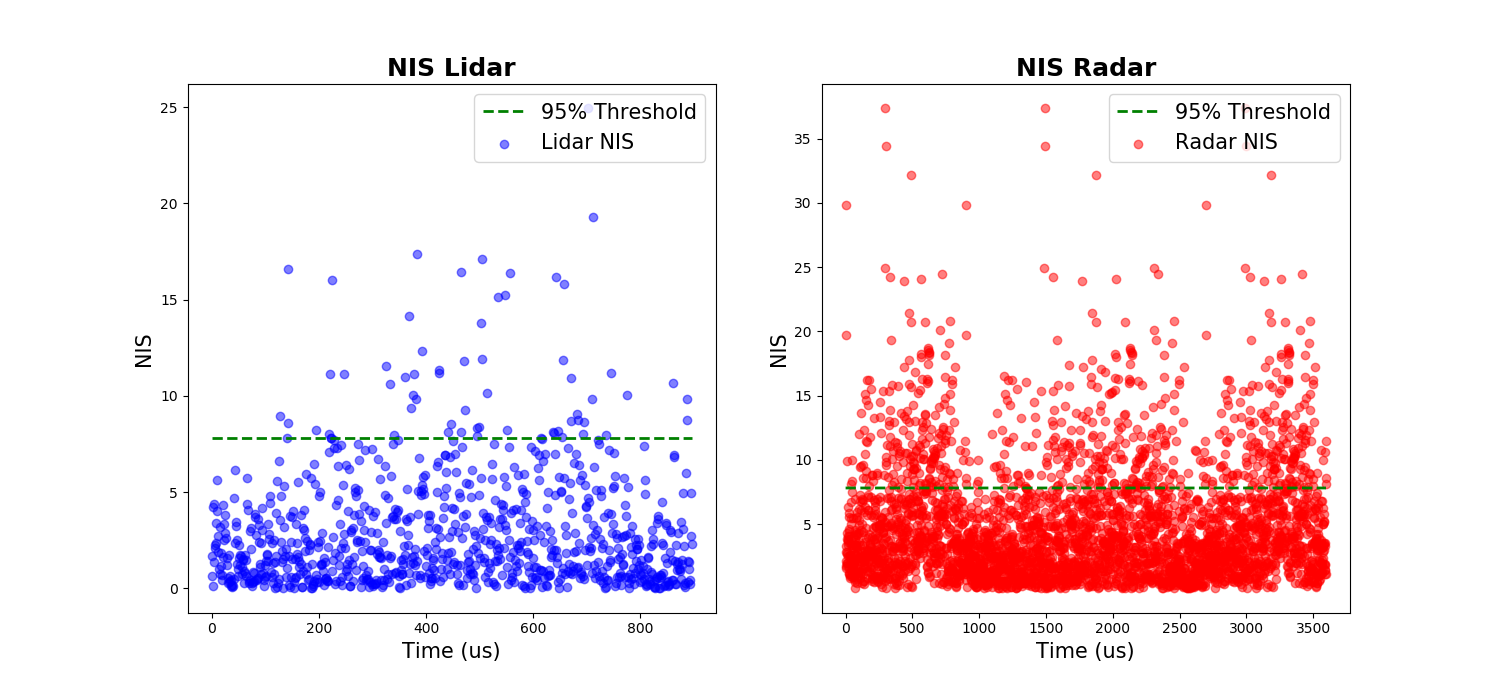 NIS Lidar
25
20
15
10
5
0
NIS
0 200 400 600 800
Time (us)
95% Threshold
Lidar NIS
NIS Radar
35
30
25
20
15
10
5
0
NIS
0 500 1000 1500 2000 2500 3000 3500
Time (us)
95% Threshold
Radar NIS